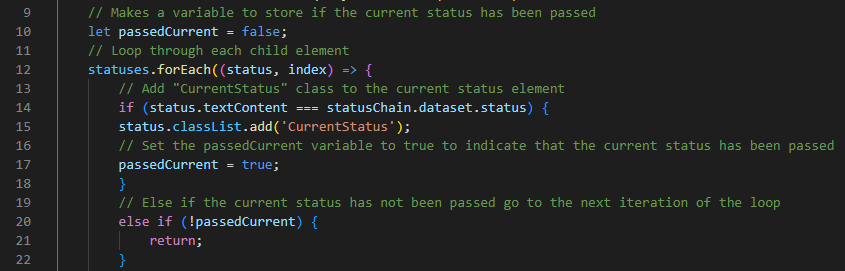 9 // Makes a variable to store if the current status has been passed
10 let passedCurrent = false;
11 // Loop through each child element
12 statuses.forEach((status, index) => {
13 // Add "CurrentStatus" class to the current status element
14 if (status.textContent === statusChain.dataset.status) {
15 status.classList.add('CurrentStatus');
16 // Set the passedCurrent variable to true to indicate that the current status has been passed
17 passedCurrent = true;
18 }
19 // Else if the current status has not been passed go to the next iteration of the loop
20 else if (!passedCurrent) {
21 return;
22 }